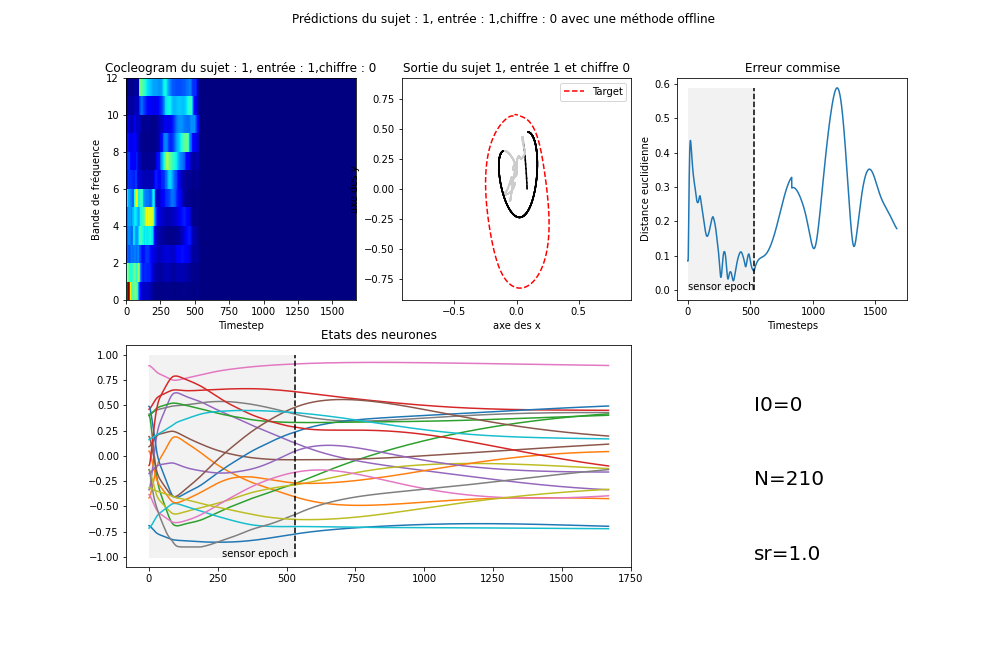 Prédictions du sujet : 1, entrée : 1,chiffre : 0 avec une méthode offline
Cocleogram du sujet : 1, entrée : 1,chiffre : 0
Bande de fréquence
12
10
8
6
4
2
0
0 250 500 750 1000 1250 1500
Timestep
Sortie du sujet 1, entrée 1 et chiffre 0
Target
0.75
0.50
0.25
0.00
−0.25
−0.50
−0.75
−0.5 0.0 0.5
axe des x
Erreur commise
Distance euclidienne
0.6
0.5
0.4
0.3
0.2
0.1
0.0
sensor epoch
0 500 1000 1500
Timesteps
Etats des neurones
1.00
0.75
0.50
0.25
0.00
−0.25
−0.50
−0.75
−1.00
sensor epoch
0 250 500 750 1000 1250 1500 1750
I0=0
N=210
sr=1.0